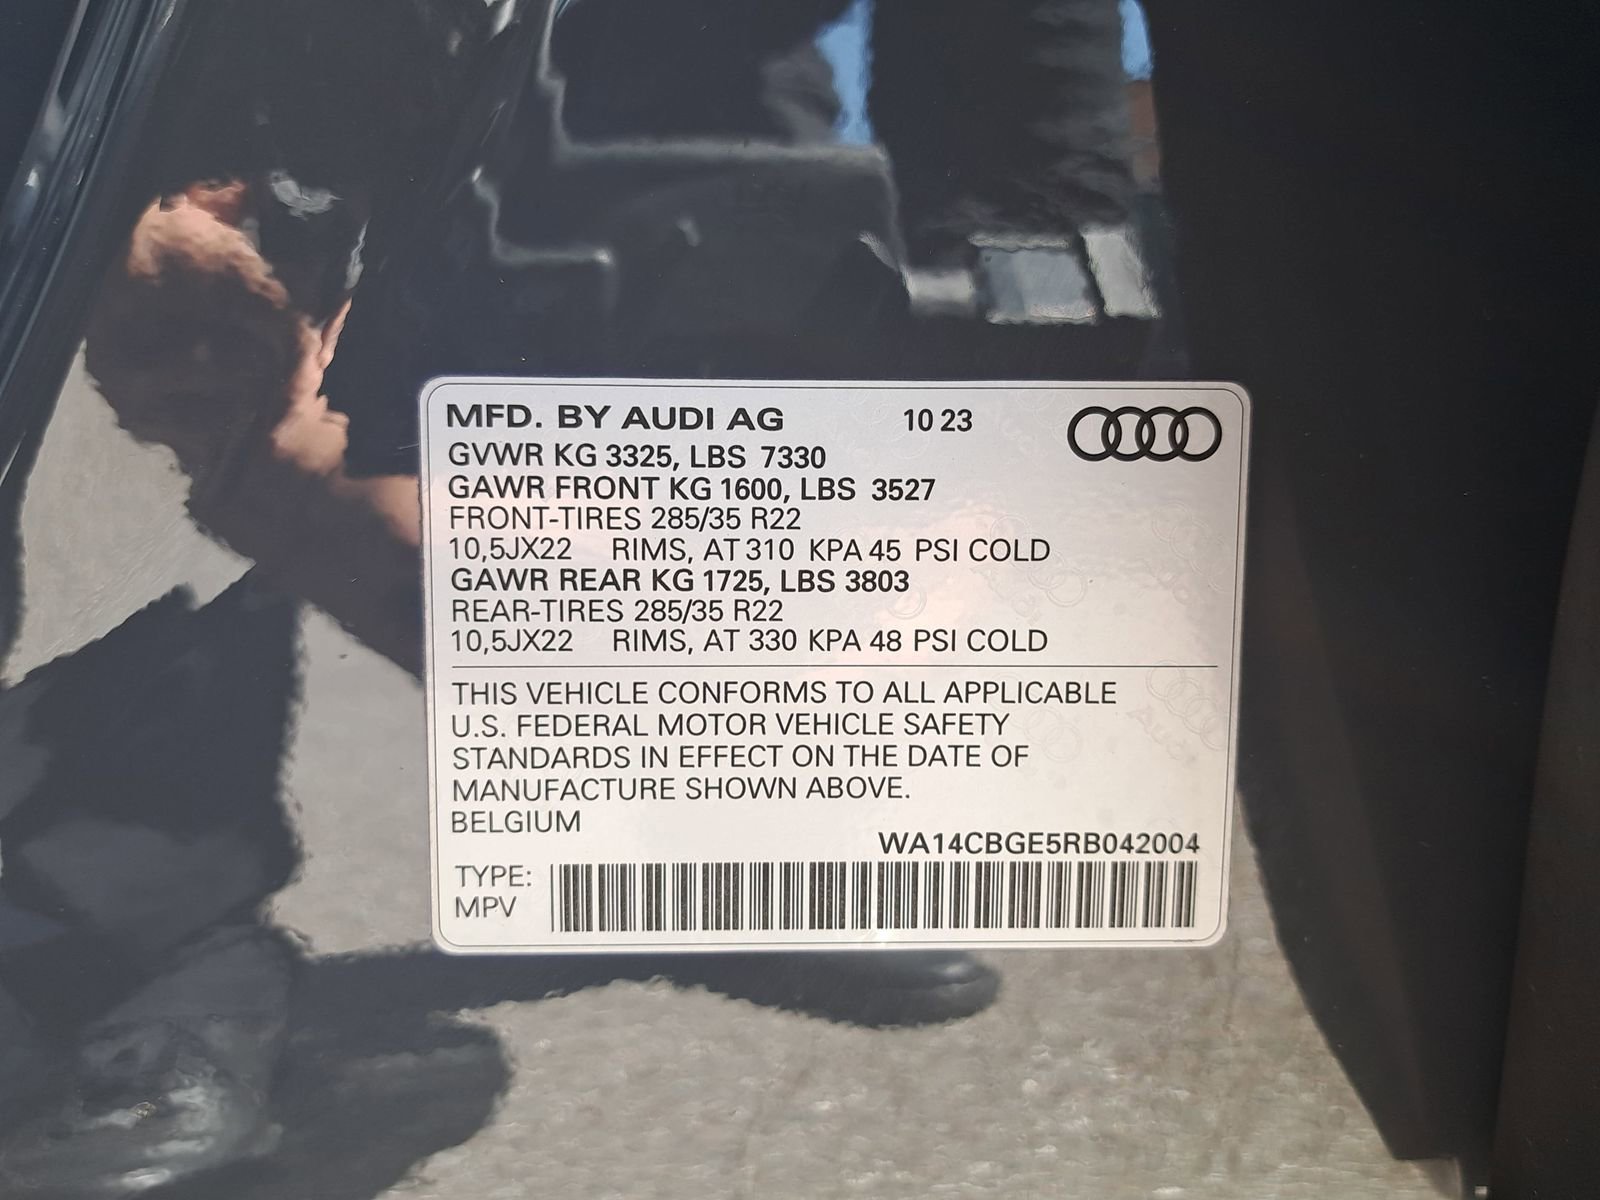 MFD. BY AUDI AG 10 23
GVWR KG 3325, LBS 7330
GAWR FRONT KG 1600, LBS 3527
FRONT-TIRES 285/35 R22
10,5JX22 RIMS, AT 310 KPA 45 PSI COLD
GAWR REAR KG 1725, LBS 3803
REAR-TIRES 285/35 R22
10,5JX22 RIMS, AT 330 KPA 48 PSI COLD
THIS VEHICLE CONFORMS TO ALL APPLICABLE
U.S. FEDERAL MOTOR VEHICLE SAFETY
STANDARDS IN EFFECT ON THE DATE OF
MANUFACTURE SHOWN ABOVE.
BELGIUM
WA14CBGE5RB042004
TYPE:
MPV